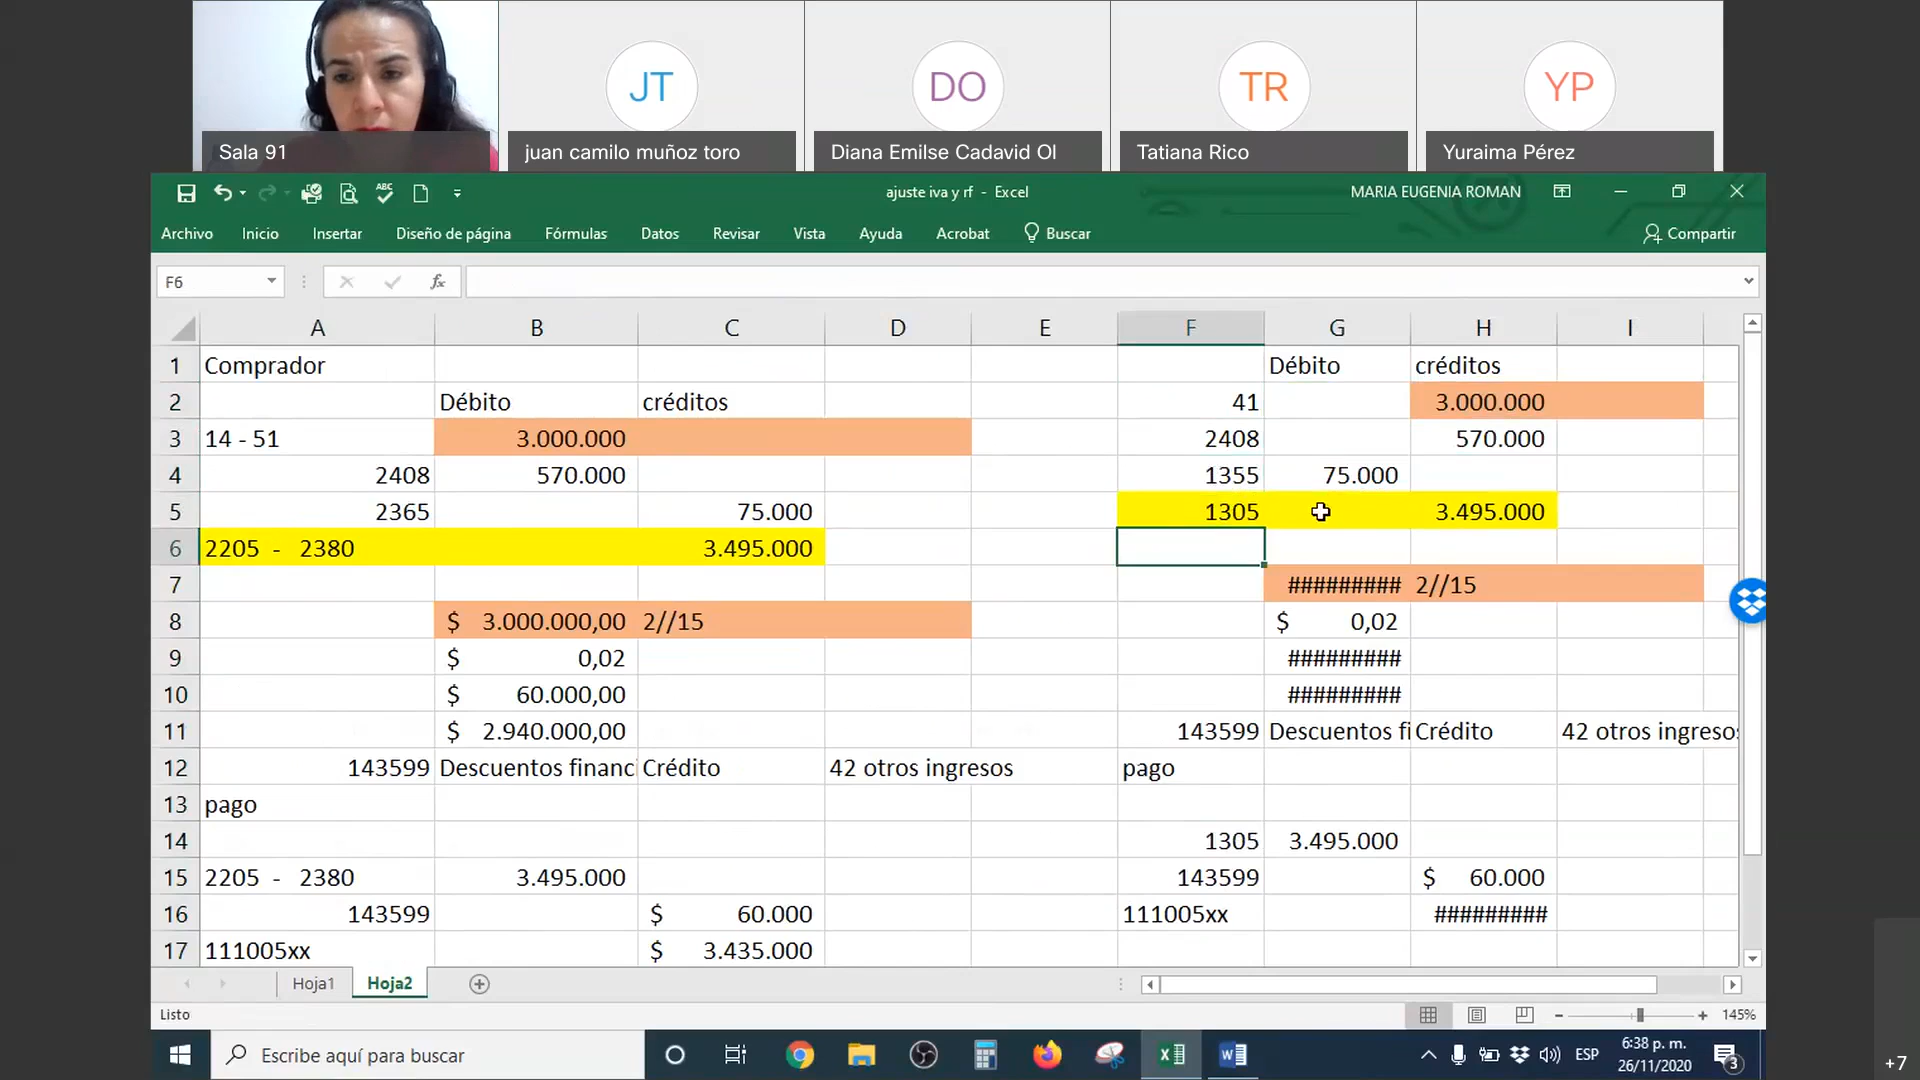 JT
DO
TR
YP
Sala 91
juan camilo muñoz toro
Diana Emilse Cadavid Ol
Tatiana Rico
Yuraima Pérez
ABC
ajuste iva y rf - Excel
MARIA EUGENIA ROMAN
Archivo Inicio Insertar Diseño de página Fórmulas Datos Revisar Vista Ayuda Acrobat Buscar Compartir
F6 fx
A B C D E F G H I
1 Comprador Débito créditos
2 Débito créditos 41 3.000.000
3 14 - 51 3.000.000 2408 570.000
4 2408 570.000 1355 75.000
5 2365 75.000 1305 3.495.000
6 2205 - 2380 3.495.000
7 ######### 2//15
8 $ 3.000.000,00 2//15 $ 0,02
9 $ 0,02 #########
10 $ 60.000,00 #########
11 $ 2.940.000,00 143599 Descuentos fi Crédito 42 otros ingresos
12 143599 Descuentos financi Crédito 42 otros ingresos pago
13 pago
14 1305 3.495.000
15 2205 - 2380 3.495.000 143599 $ 60.000
16 143599 $ 60.000 111005xx #########
17 111005xx $ 3.435.000
Hoja1 Hoja2
Listo
145%
Escribe aquí para buscar
ESP
6:38 p. m.
26/11/2020
3
+7